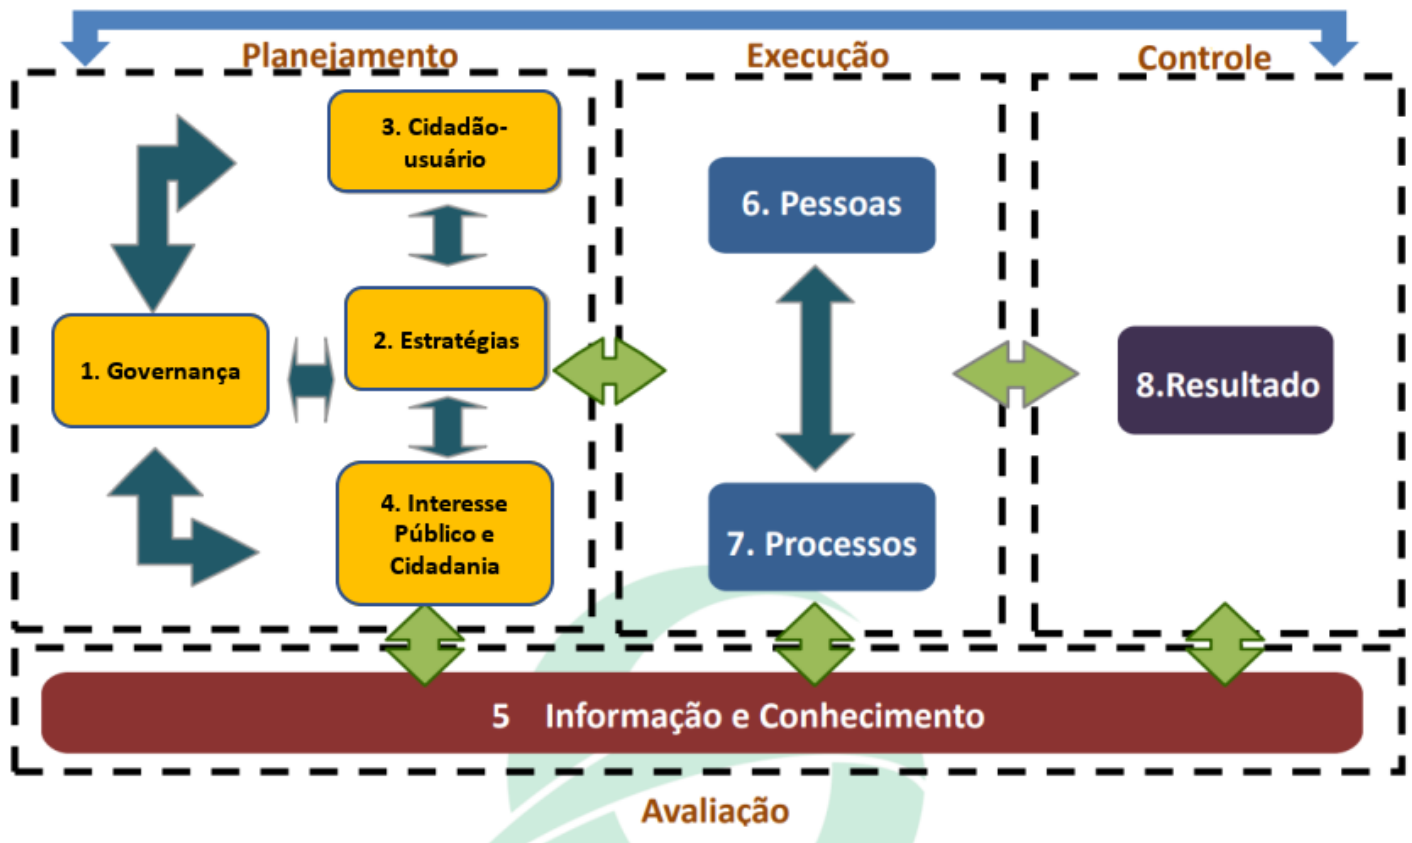 Planejamento
Execução
Controle
3. Cidadão-
usuário
2. Estratégias
1. Governança
4. Interesse
Público e
Cidadania
6. Pessoas
7. Processos
8.Resultado
5 Informação e Conhecimento
Avaliação